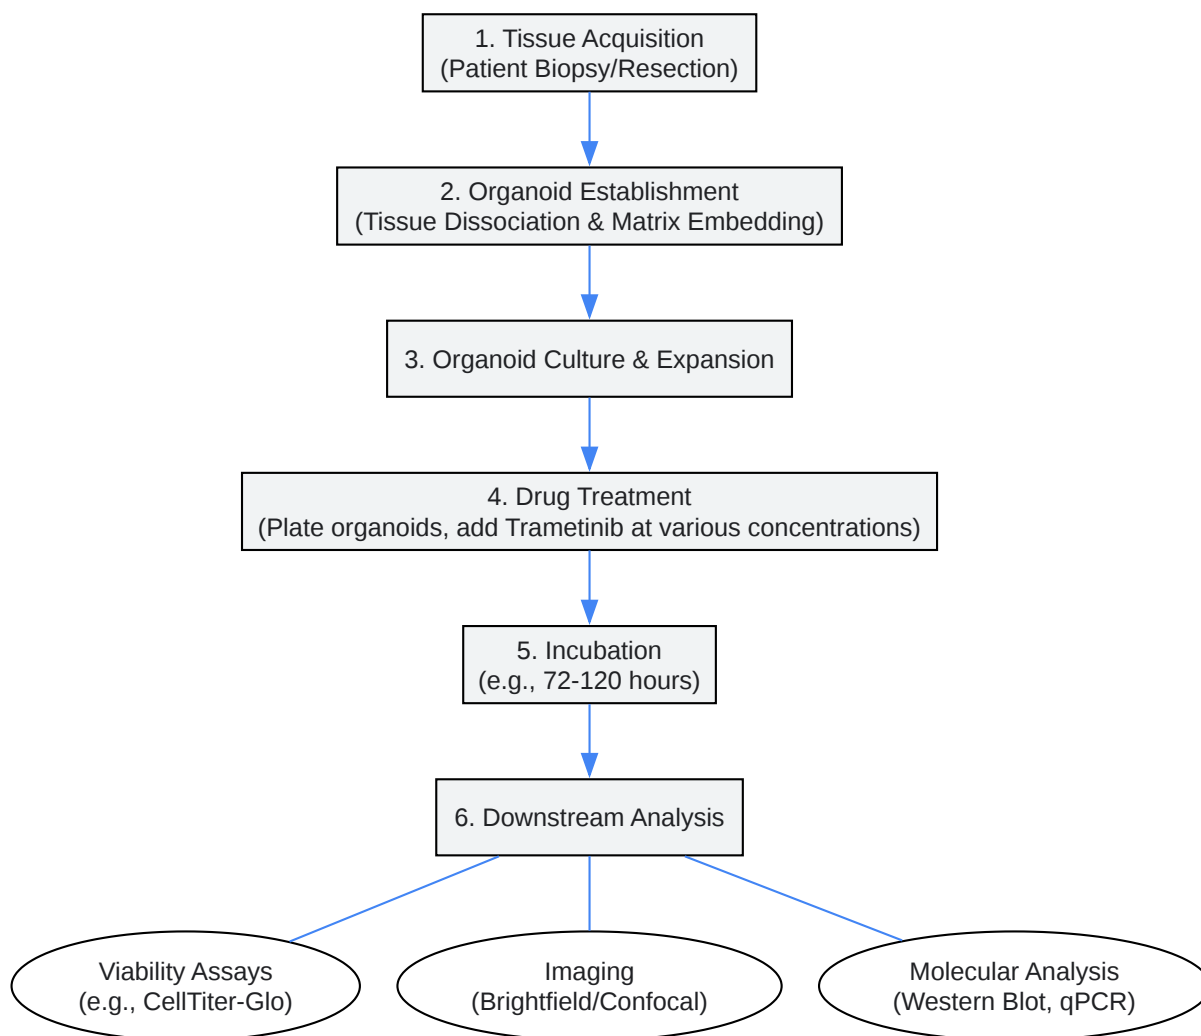 1. Tissue Acquisition
(Patient Biopsy/Resection)
2. Organoid Establishment
(Tissue Dissociation & Matrix Embedding)
3. Organoid Culture & Expansion
4. Drug Treatment
(Plate organoids, add Trametinib at various concentrations)
5. Incubation
(e.g., 72-120 hours)
6. Downstream Analysis
Viability Assays
(e.g., CellTiter-Glo)
Imaging
(Brightfield/Confocal)
Molecular Analysis
(Western Blot, qPCR)